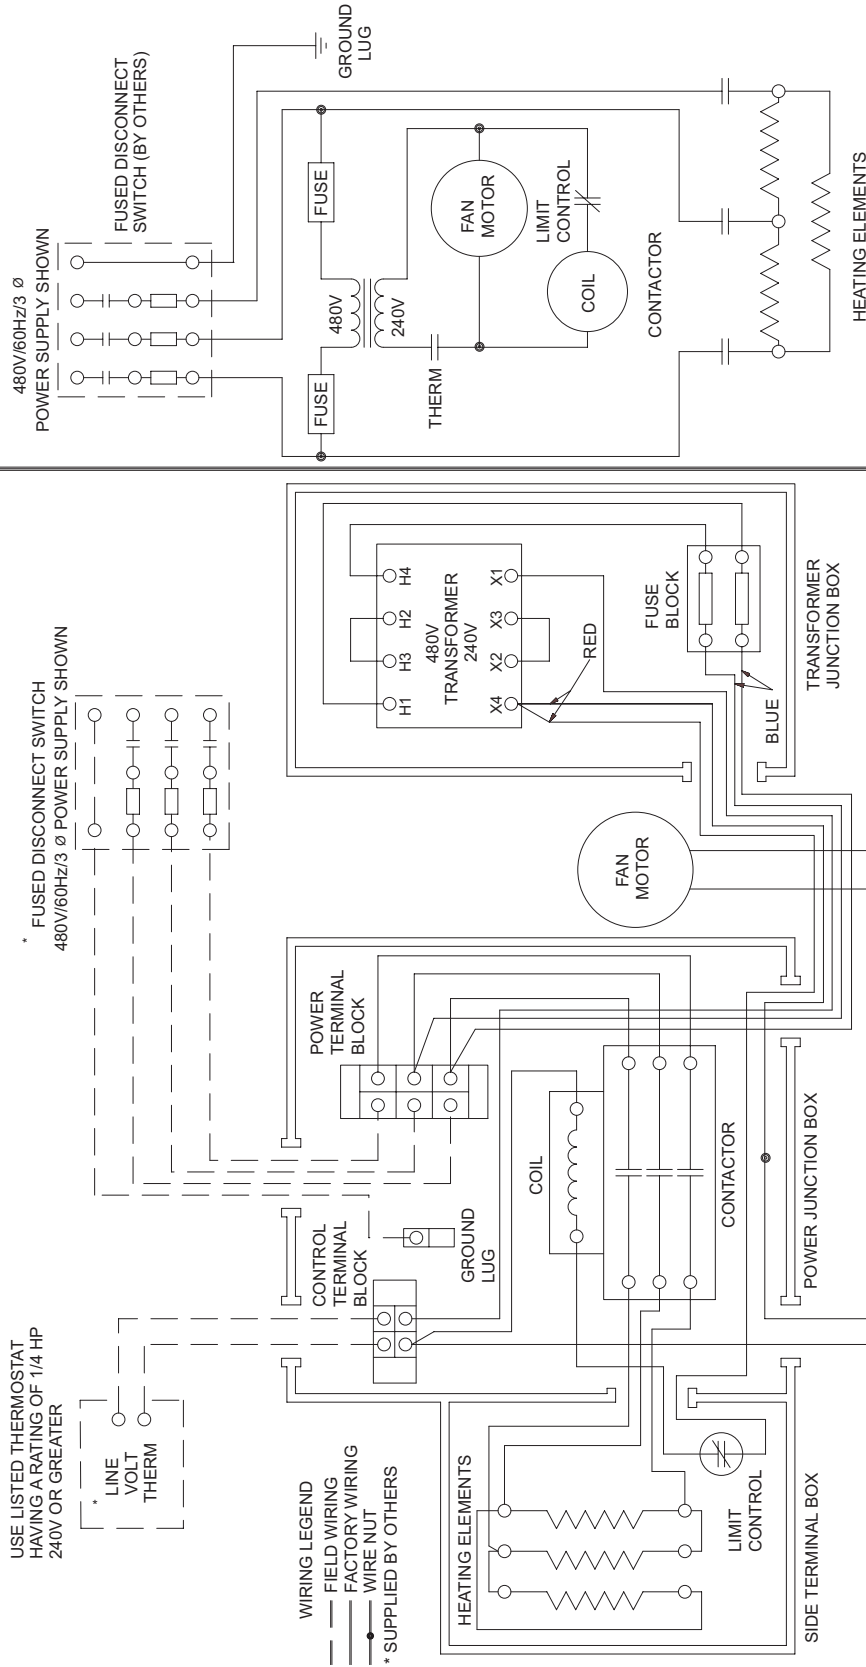 480V/60Hz/3 Ø
POWER SUPPLY SHOWN
FUSED DISCONNECT
SWITCH (BY OTHERS)
GROUND
LUG
FUSE
FUSE
480V
240V
THERM
FAN
MOTOR
LIMIT
CONTROL
COIL
CONTACTOR
HEATING ELEMENTS
USE LISTED THERMOSTAT
HAVING A RATING OF 1/4 HP
240V OR GREATER
*
LINE
VOLT
THERM
*
FUSED DISCONNECT SWITCH
480V/60Hz/3 Ø POWER SUPPLY SHOWN
WIRING LEGEND
FIELD WIRING
FACTORY WIRING
WIRE NUT
* SUPPLIED BY OTHERS
CONTROL
TERMINAL
BLOCK
GROUND
LUG
POWER
TERMINAL
BLOCK
COIL
CONTACTOR
POWER JUNCTION BOX
HEATING ELEMENTS
LIMIT
CONTROL
SIDE TERMINAL BOX
FAN
MOTOR
H1
H3
H2
H4
480V
TRANSFORMER
240V
X4
X2
X3
X1
RED
BLUE
FUSE
BLOCK
TRANSFORMER
JUNCTION BOX